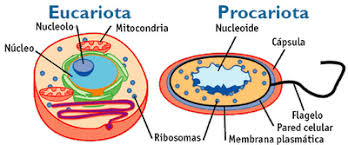 Eucariota
Nucleolo
Mitocondria
Núcleo
Procariota
Nucleoide
Cápsula
Ribosomas
Membrana plasmática
Flagelo
Pared celular